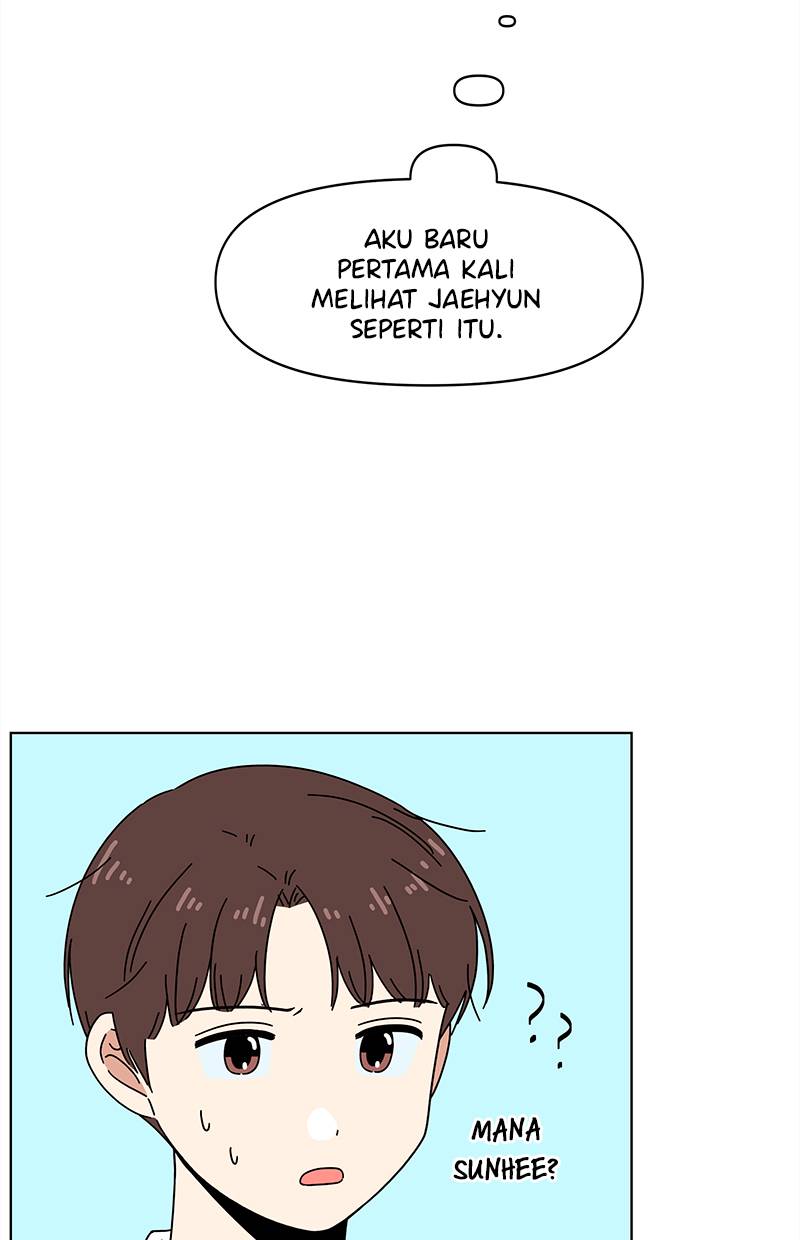 AKU BARU
PERTAMA KALI
MELIHAT JAEHYUN
SEPERTI ITU.
? ?
MANA
SUNHEE?